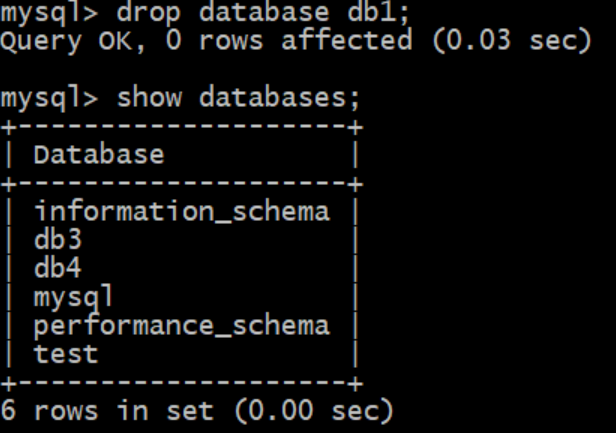 mysql> drop database db1;
Query OK, 0 rows affected (0.03 sec)

mysql> show databases;
+--------------------+
| Database           |
+--------------------+
| information_schema |
| db3                |
| db4                |
| mysql              |
| performance_schema |
| test               |
+--------------------+
6 rows in set (0.00 sec)